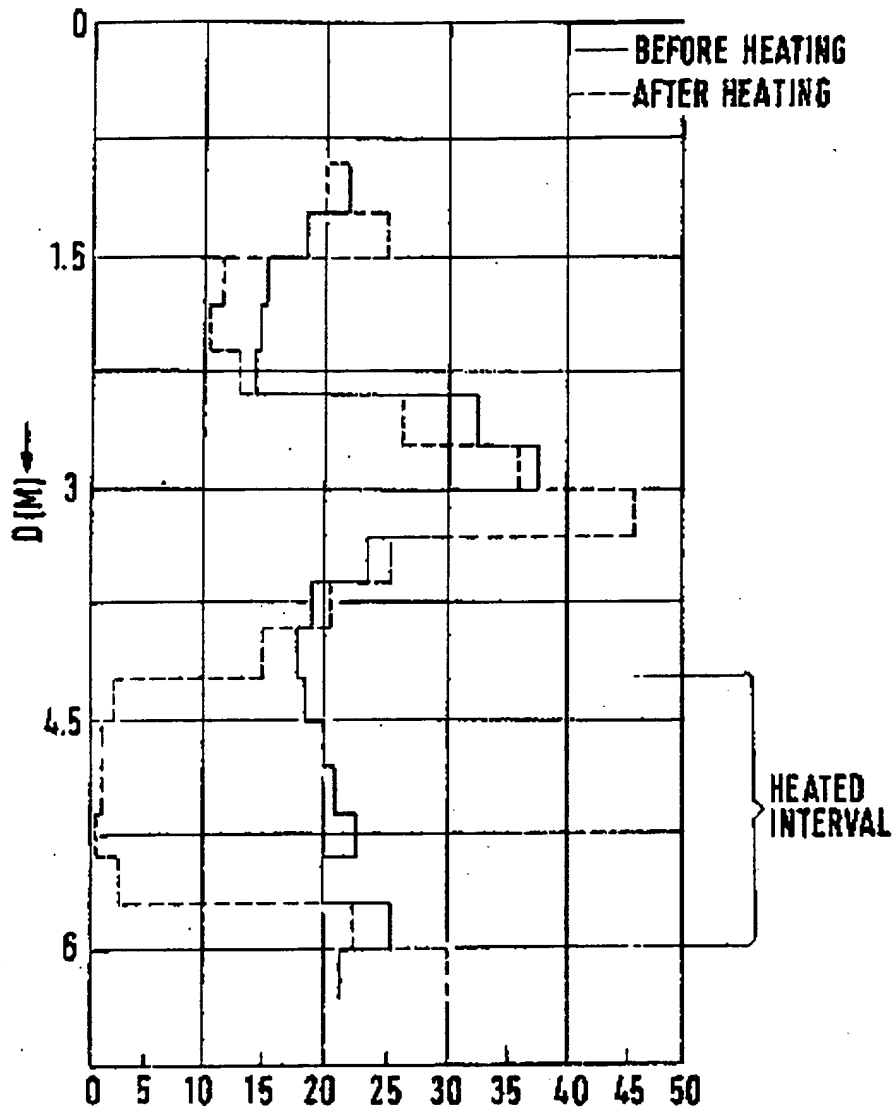 0
BEFORE HEATING
AFTER HEATING
1.5
D(M)
3
4.5
HEATED
INTERVAL
6
0 5 10 15 20 25 30 35 40 45 50